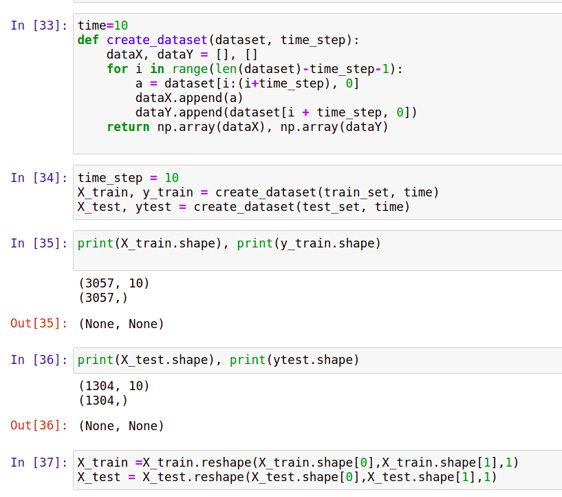 In [33]: time=10
def create_dataset(dataset, time_step):
    dataX, dataY = [], []
    for i in range(len(dataset)-time_step-1):
        a = dataset[i:(i+time_step), 0]
        dataX.append(a)
        dataY.append(dataset[i + time_step, 0])
    return np.array(dataX), np.array(dataY)
In [34]: time_step = 10
X_train, y_train = create_dataset(train_set, time)
X_test, ytest = create_dataset(test_set, time)
In [35]: print(X_train.shape), print(y_train.shape)
(3057, 10)
(3057,)
Out[35]: (None, None)
In [36]: print(X_test.shape), print(ytest.shape)
(1304, 10)
(1304,)
Out[36]: (None, None)
In [37]: X_train =X_train.reshape(X_train.shape[0],X_train.shape[1],1)
X_test = X_test.reshape(X_test.shape[0],X_test.shape[1],1)